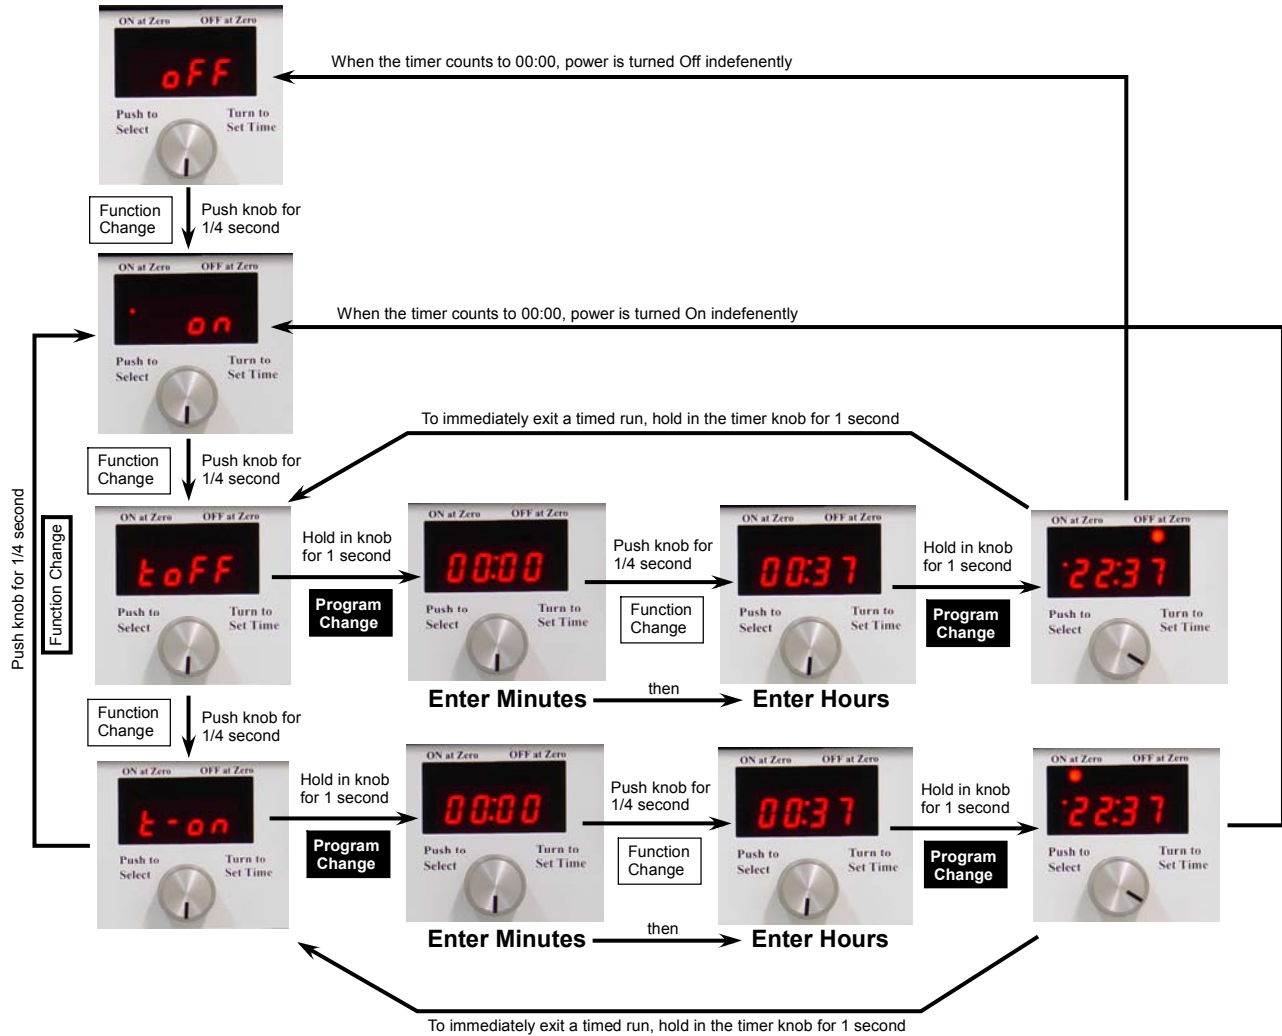 ON at Zero OFF at Zero
oFF
Push to Select
Turn to Set Time
When the timer counts to 00:00, power is turned Off indefenently
Function Change
Push knob for 1/4 second
ON at Zero OFF at Zero
on
Push to Select
Turn to Set Time
When the timer counts to 00:00, power is turned On indefenently
Function Change
Push knob for 1/4 second
To immediately exit a timed run, hold in the timer knob for 1 second
Push knob for 1/4 second
Function Change
ON at Zero OFF at Zero
toFF
Push to Select
Turn to Set Time
Hold in knob for 1 second
Program Change
ON at Zero OFF at Zero
00:00
Push to Select
Turn to Set Time
Enter Minutes
Push knob for 1/4 second
Function Change
then
ON at Zero OFF at Zero
00:37
Push to Select
Turn to Set Time
Enter Hours
Hold in knob for 1 second
Program Change
ON at Zero OFF at Zero
22:37
Push to Select
Turn to Set Time
Function Change
Push knob for 1/4 second
ON at Zero OFF at Zero
t-on
Push to Select
Turn to Set Time
Hold in knob for 1 second
Program Change
ON at Zero OFF at Zero
00:00
Push to Select
Turn to Set Time
Enter Minutes
Push knob for 1/4 second
Function Change
then
ON at Zero OFF at Zero
00:37
Push to Select
Turn to Set Time
Enter Hours
Hold in knob for 1 second
Program Change
ON at Zero OFF at Zero
22:37
Push to Select
Turn to Set Time
To immediately exit a timed run, hold in the timer knob for 1 second